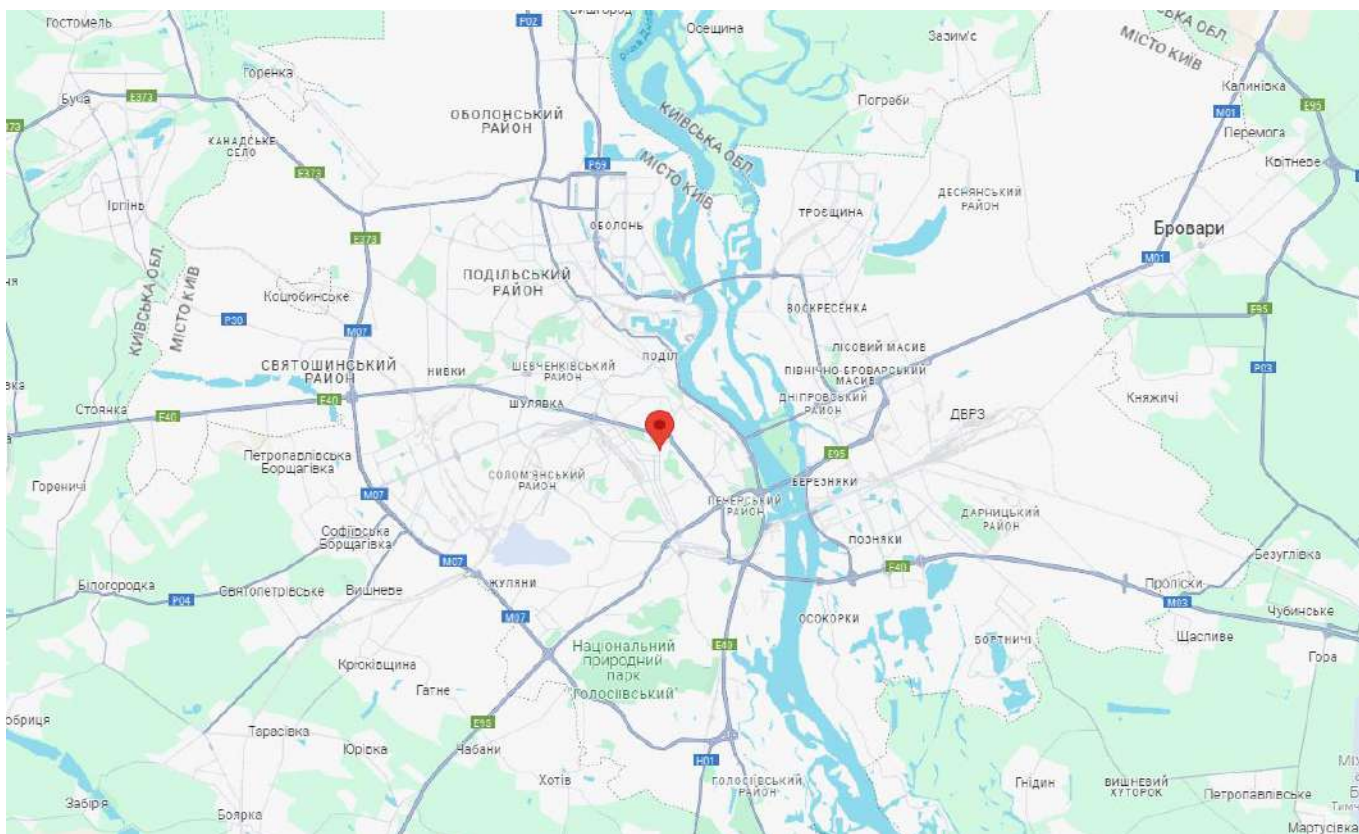 Гостомель
P02
Вишгород
Осещина
Зазим'є
СЬКА ОБЛ.
МІСТО КИЇВ
Калинівка
E95
M01
Перемога
Квітневе
Горенка
Буча
E373
ОБОЛОНСЬКИЙ
РАЙОН
Погреби
КИЇВСЬКА ОБЛ.
МІСТО КИЇВ
КАНАДСЬКЕ
СЕЛО
E373
P69
Ірпінь
ДЕСНЯНСЬКИЙ
РАЙОН
ТРОЄЩИНА
ОБОЛОНЬ
Бровари
M01
E373
КИЇВСЬКА ОБЛ.
МІСТО КИЇВ
ПОДІЛЬСЬКИЙ
РАЙОН
Коцюбинське
P30
M07
ВОСКРЕСЕНКА
E95
ЛІСОВИЙ МАСИВ
ПОДІЛ
СВЯТОШИНСЬКИЙ
РАЙОН
НИВКИ
ШЕВЧЕНКІВСЬКИЙ
РАЙОН
ПІВНІЧНО-БРОВАРСЬКИЙ
МАСИВ
P03
E40
ШУЛЯВКА
ДНІПРОВСЬКИЙ
РАЙОН
ДВРЗ
Княжичі
Стоянка
E40
Петропавлівська
Борщагівка
E95
Гореничі
M07
СОЛОМ'ЯНСЬКИЙ
РАЙОН
БЕРЕЗНЯКИ
ПЕЧЕРСЬКИЙ
РАЙОН
ДАРНИЦЬКИЙ
РАЙОН
Софіївська
Борщагівка
ПОЗНЯКИ
Безуглівка
M07
E40
Білогородка
P04
Святопетрівське
Вишневе
ЖУЛЯНИ
Проліски
M03
Чубинське
M07
ОСОКОРКИ
Щасливе
Гора
БОРТНИЧІ
Національний
природний
парк
"Голосіївський"
E40
Крюківщина
Гатне
E95
Тарасівка
Юрівка
Чабани
H01
Хотів
ГОЛОСІЇВСЬКИЙ
РАЙОН
Гнідин
ВИШНЕВИЙ
ХУТОРОК
Петропавлівське
Забір'я
Боярка
Мартусівка